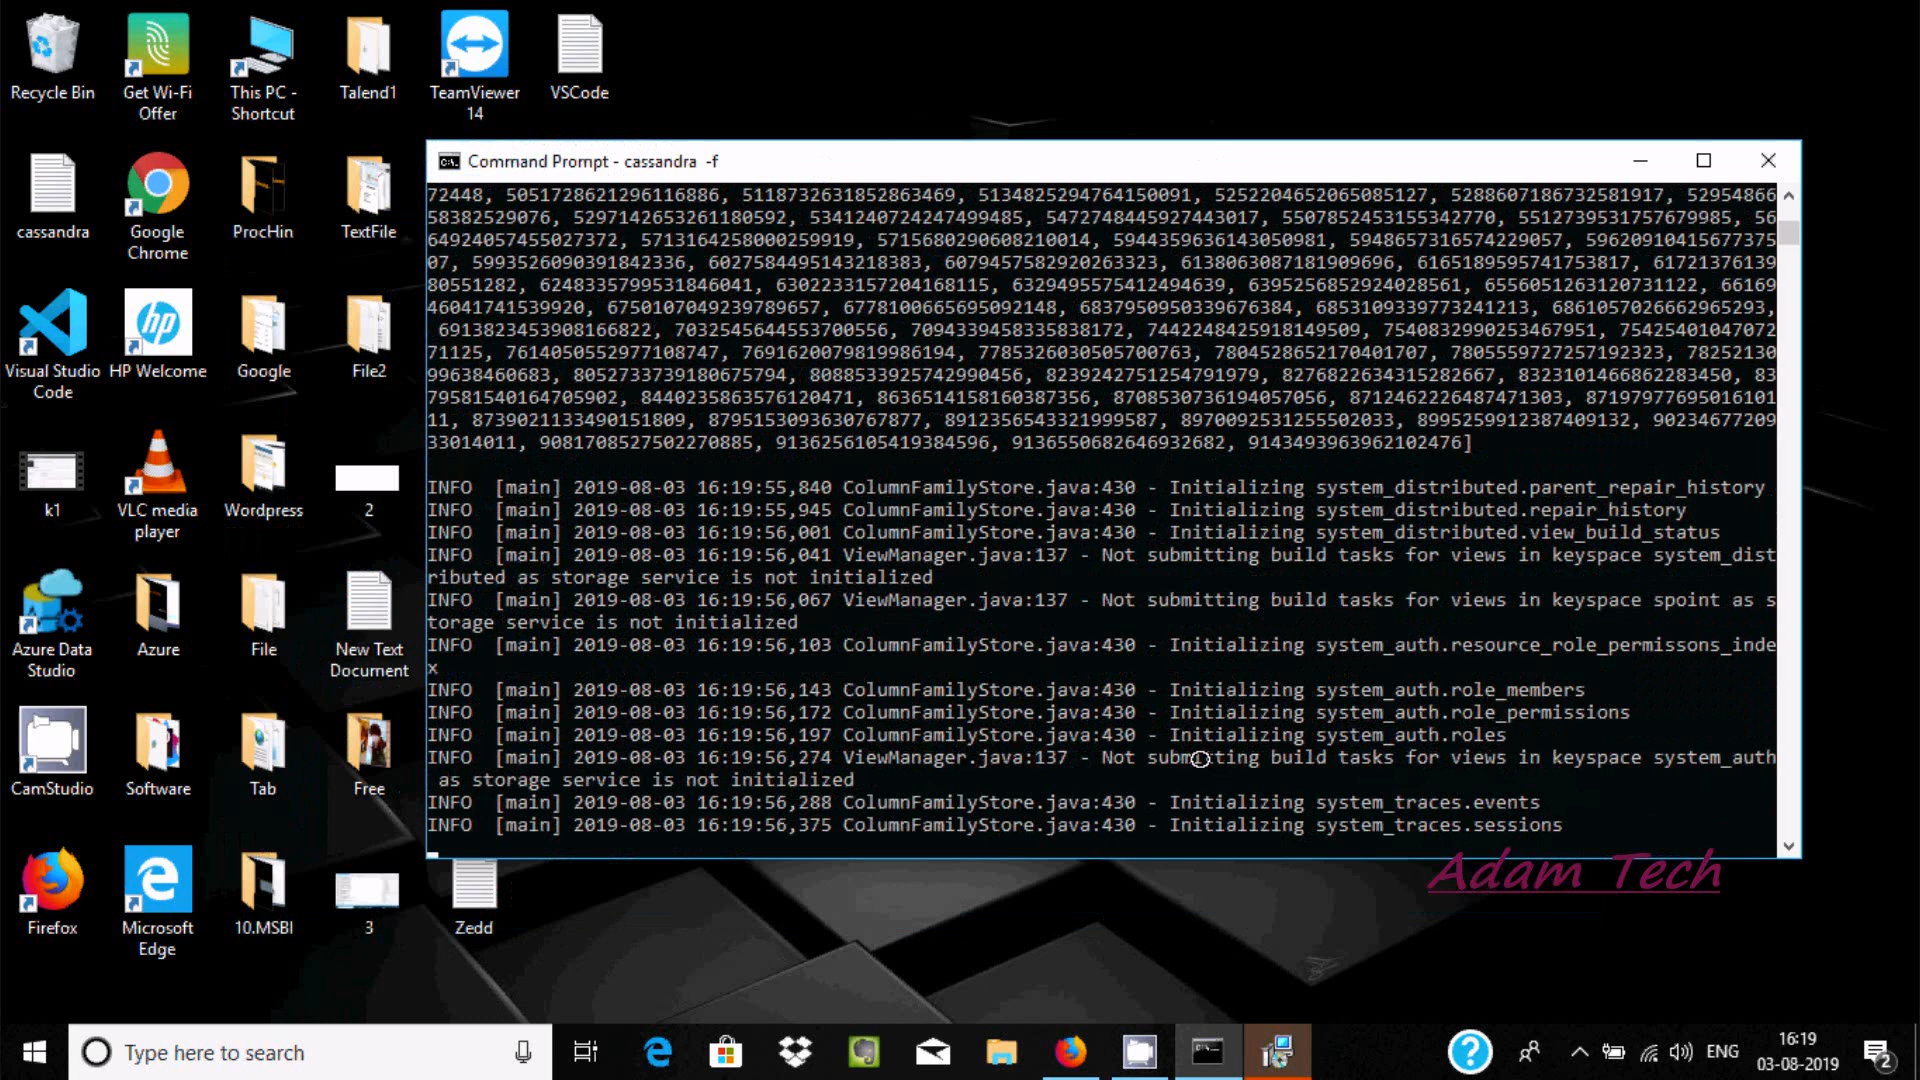 Recycle Bin
Get Wi-Fi
Offer
This PC -
Shortcut
Talend1
TeamViewer
14
VSCode
cassandra
Google
Chrome
ProcHin
TextFile
Visual Studio
Code
HP Welcome
Google
File2
k1
VLC media
player
Wordpress
2
Azure Data
Studio
Azure
File
New Text
Document
CamStudio
Software
Tab
Free
Firefox
Microsoft
Edge
10.MSBI
3
Zedd
Command Prompt - cassandra -f
72448, 5051728621296116886, 5118732631852863469, 5134825294764150091, 5252204652065085127, 5288607186732581917, 52954866
58382529076, 5297142653261180592, 5341240724247499485, 5472748445927443017, 5507852453155342770, 5512739531757679985, 56
64924057455027372, 5713164258000259919, 5715680290608210014, 5944359636143050981, 5948657316574229057, 59620910415677375
07, 5993526090391842336, 6027584495143218383, 6079457582920263323, 6138063087181909696, 6165189595741753817, 61721376139
80551282, 6248335799531846041, 6302233157204168115, 6329495575412494639, 6395256852924028561, 6556051263120731122, 66169
46041741539920, 6750107049239789657, 6778100665695092148, 6837950950339676384, 6853109339773241213, 6861057026662965293,
6913823453908166822, 7032545644553700556, 7094339458335838172, 7442248425918149509, 7540832990253467951, 75425401047072
71125, 7614050552977108747, 7691620079819986194, 7785326030505700763, 7804528652170401707, 7805559727257192323, 78252130
99638460683, 8052733739180675794, 8088533925742990456, 8239242751254791979, 8276822634315282667, 8323101466862283450, 83
79581540164705902, 8440235863576120471, 8636514158160387356, 8708530736194057056, 8712462226487471303, 87197977695016101
11, 8739021133490151809, 8795153093630767877, 8912356543321999587, 8970092531255502033, 8995259912387409132, 90234677209
33014011, 9081708527502270885, 9136256105419384596, 9136550682646932682, 9143493963962102476]
INFO [main] 2019-08-03 16:19:55,840 ColumnFamilyStore.java:430 - Initializing system_distributed.parent_repair_history
INFO [main] 2019-08-03 16:19:55,945 ColumnFamilyStore.java:430 - Initializing system_distributed.repair_history
INFO [main] 2019-08-03 16:19:56,001 ColumnFamilyStore.java:430 - Initializing system_distributed.view_build_status
INFO [main] 2019-08-03 16:19:56,041 ViewManager.java:137 - Not submitting build tasks for views in keyspace system_dist
ributed as storage service is not initialized
INFO [main] 2019-08-03 16:19:56,067 ViewManager.java:137 - Not submitting build tasks for views in keyspace spoint as s
torage service is not initialized
INFO [main] 2019-08-03 16:19:56,103 ColumnFamilyStore.java:430 - Initializing system_auth.resource_role_permissons_inde
x
INFO [main] 2019-08-03 16:19:56,143 ColumnFamilyStore.java:430 - Initializing system_auth.role_members
INFO [main] 2019-08-03 16:19:56,172 ColumnFamilyStore.java:430 - Initializing system_auth.role_permissions
INFO [main] 2019-08-03 16:19:56,197 ColumnFamilyStore.java:430 - Initializing system_auth.roles
INFO [main] 2019-08-03 16:19:56,274 ViewManager.java:137 - Not submitting build tasks for views in keyspace system_auth
as storage service is not initialized
INFO [main] 2019-08-03 16:19:56,288 ColumnFamilyStore.java:430 - Initializing system_traces.events
INFO [main] 2019-08-03 16:19:56,375 ColumnFamilyStore.java:430 - Initializing system_traces.sessions
Adam Tech
Type here to search
ENG
16:19
03-08-2019
2